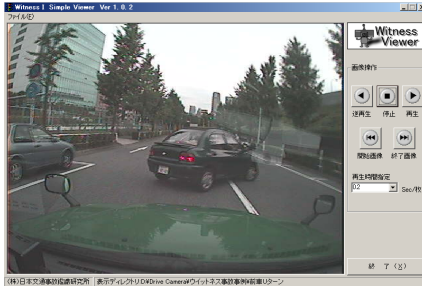 Witness I Simple Viewer Ver 1.0.2
ファイル(F)
Witness
Viewer
画像操作
逆再生 停止 再生
開始画像 終了画像
再生時間指定
0.2 Sec/枚
終 了 (X)
(株)日本交通事故鑑識研究所 表示ディレクトリ:D¥Drive Camera¥ウイットネス事故事例¥前車Uターン